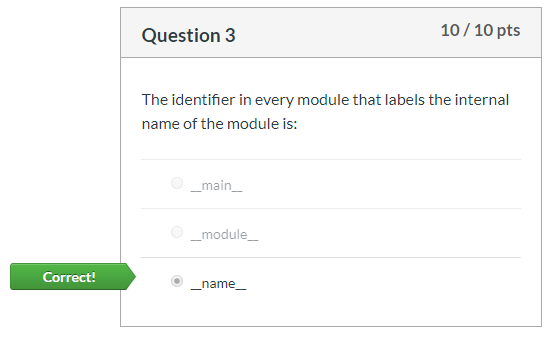 Question 3
10 / 10 pts
The identifier in every module that labels the internal
name of the module is:
__main__
__module__
Correct!
__name__